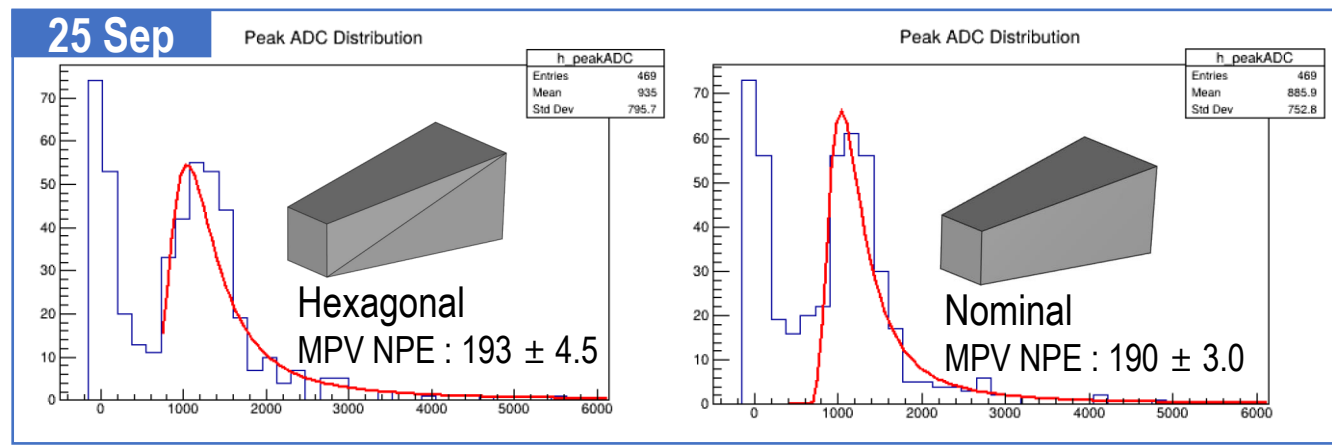 25 Sep
Peak ADC Distribution
h_peakADC
Entries 469
Mean 935
Std Dev 795.7
70
60
50
40
30
20
10
0
0 1000 2000 3000 4000 5000 6000
Hexagonal
MPV NPE : 193 ± 4.5
Peak ADC Distribution
h_peakADC
Entries 469
Mean 885.9
Std Dev 752.8
70
60
50
40
30
20
10
0
0 1000 2000 3000 4000 5000 6000
Nominal
MPV NPE : 190 ± 3.0